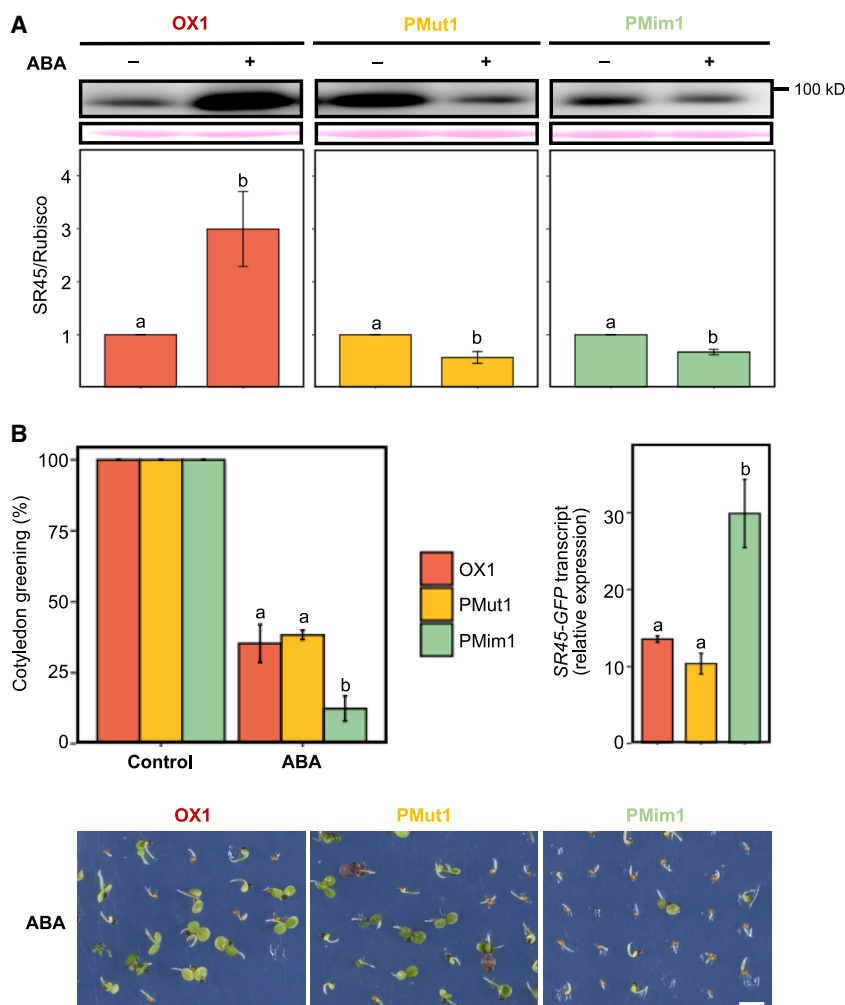 A
OX1 PMut1 PMim1
ABA – + – + – +
100 kD
SR45/Rubisco
4
3
2
1
a b a b a b
B
Cotyledon greening (%)
100
75
50
25
0
a a b
Control ABA
OX1
PMut1
PMim1
SR45-GFP transcript
(relative expression)
30
20
10
0
a a b
OX1 PMut1 PMim1
ABA